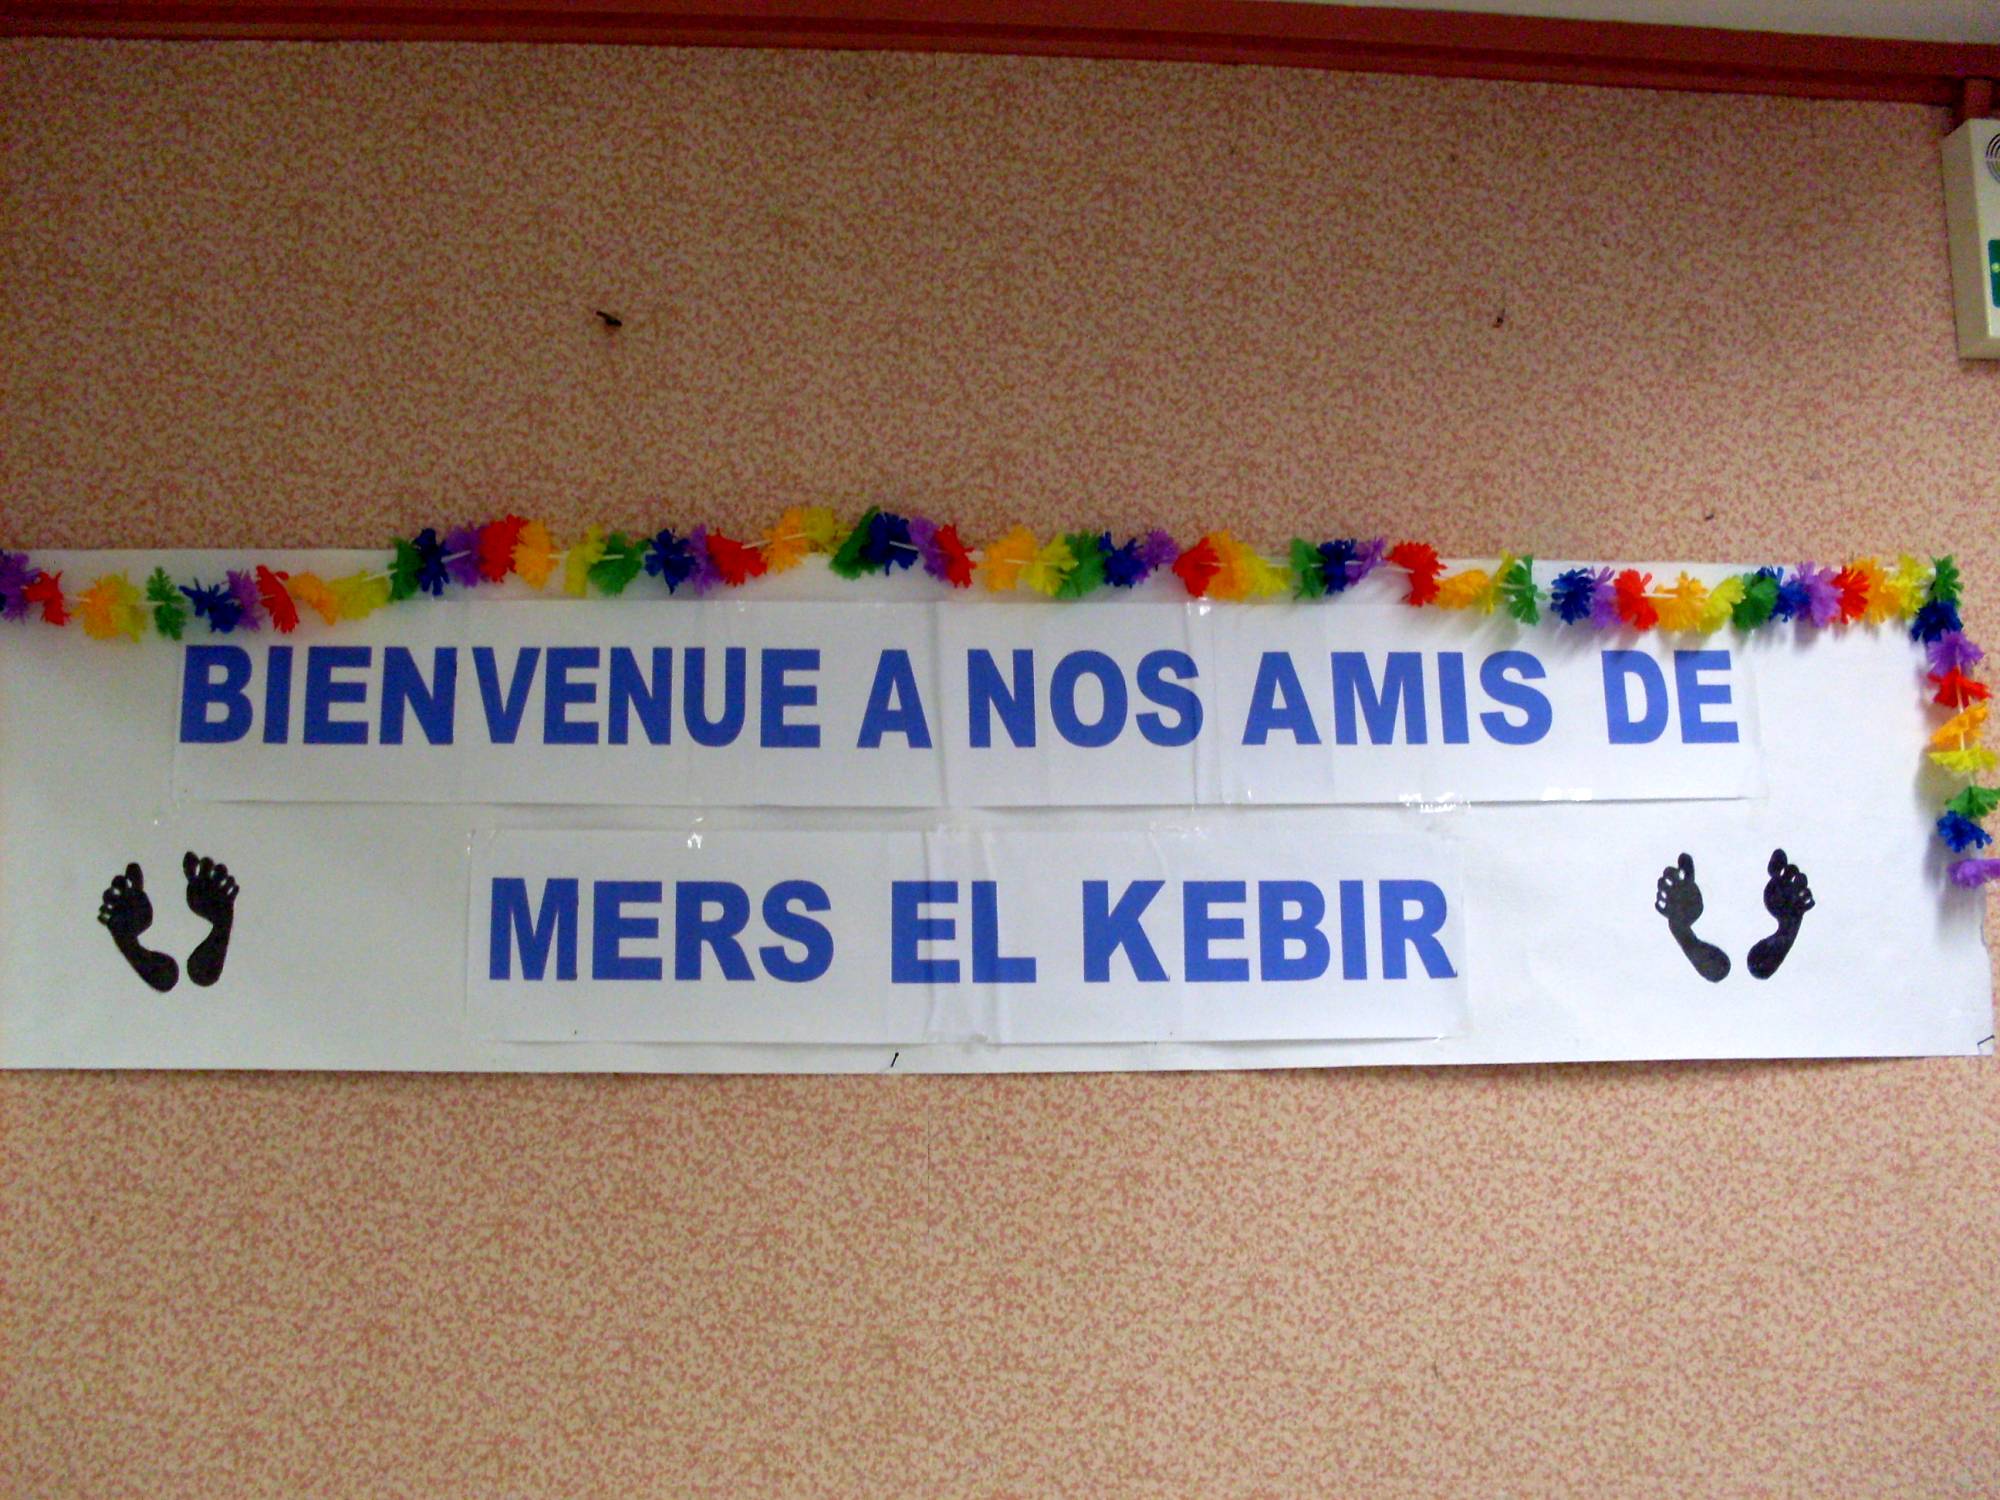 BIENVENUE A NOS AMIS DE
MERS EL KEBIR